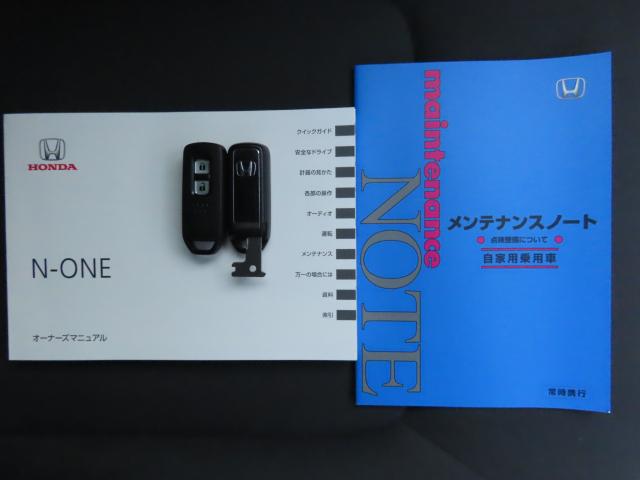 HONDA
N-ONE
オーナーズマニュアル
クイックガイド
安全なドライブ
計器の見かた
各部の操作
オーディオ
運転
メンテナンス
万一の場合には
資料
索引
maintenance
NOTE
メンテナンスノート
点検整備について
自家用乗用車
常時携行